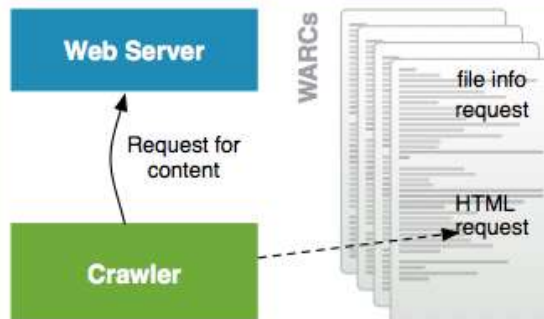 Web Server
WARCs
file info
request
Request for
content
HTML
request
Crawler